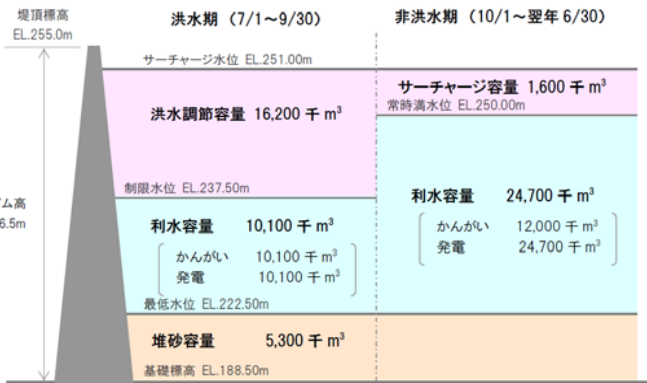 堤頂標高
EL.255.0m
洪水期（7/1～9/30）
非洪水期（10/1～翌年 6/30）
サーチャージ水位 EL.251.00m
サーチャージ容量 1,600 千 m³
常時満水位 EL.250.00m
洪水調節容量 16,200 千 m³
制限水位 EL.237.50m
ム高
6.5m
利水容量 10,100 千 m³
かんがい 10,100 千 m³
発電 10,100 千 m³
利水容量 24,700 千 m³
かんがい 12,000 千 m³
発電 24,700 千 m³
最低水位 EL.222.50m
堆砂容量 5,300 千 m³
基礎標高 EL.188.50m